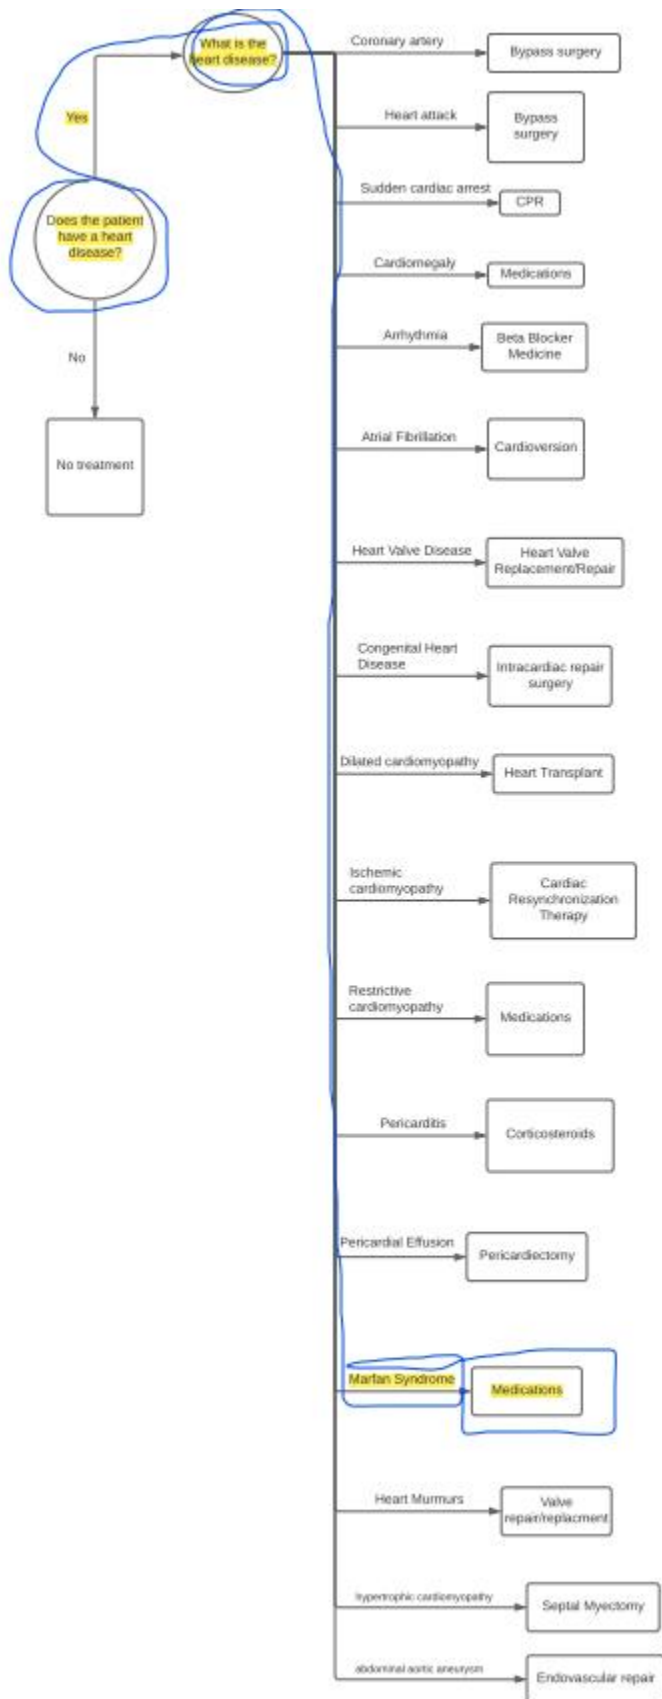 What is the
heart disease?
Yes
Does the patient
have a heart
disease?
No
No treatment
Coronary artery
Bypass surgery
Heart attack
Bypass
surgery
Sudden cardiac arrest
CPR
Cardiomegaly
Medications
Arrhythmia
Beta Blocker
Medicine
Atrial Fibrillation
Cardioversion
Heart Valve Disease
Heart Valve
Replacement/Repair
Congenital Heart
Disease
Intracardiac repair
surgery
Dilated cardiomyopathy
Heart Transplant
Ischemic
cardiomyopathy
Cardiac
Resynchronization
Therapy
Restrictive
cardiomyopathy
Medications
Pericarditis
Corticosteroids
Pericardial Effusion
Pericardiectomy
Marfan Syndrome
Medications
Heart Murmurs
Valve
repair/replacment
hypertrophic cardiomyopathy
Septal Myectomy
abdominal aortic aneurysm
Endovascular repair